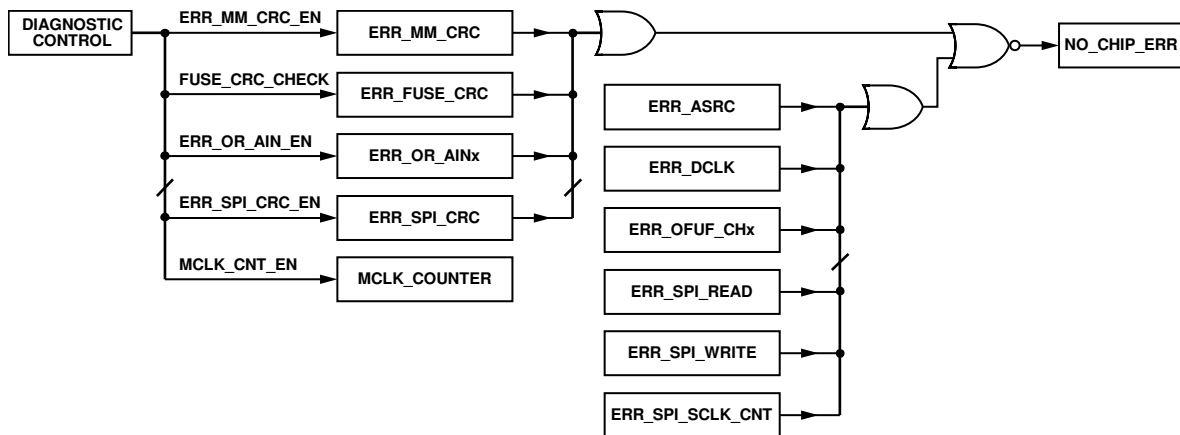 DIAGNOSTIC
CONTROL
ERR_MM_CRC_EN
ERR_MM_CRC
NO_CHIP_ERR
FUSE_CRC_CHECK
ERR_FUSE_CRC
ERR_ASRC
ERR_OR_AIN_EN
ERR_OR_AINx
ERR_DCLK
ERR_SPI_CRC_EN
ERR_SPI_CRC
ERR_OFUF_CHx
MCLK_CNT_EN
MCLK_COUNTER
ERR_SPI_READ
ERR_SPI_WRITE
ERR_SPI_SCLK_CNT